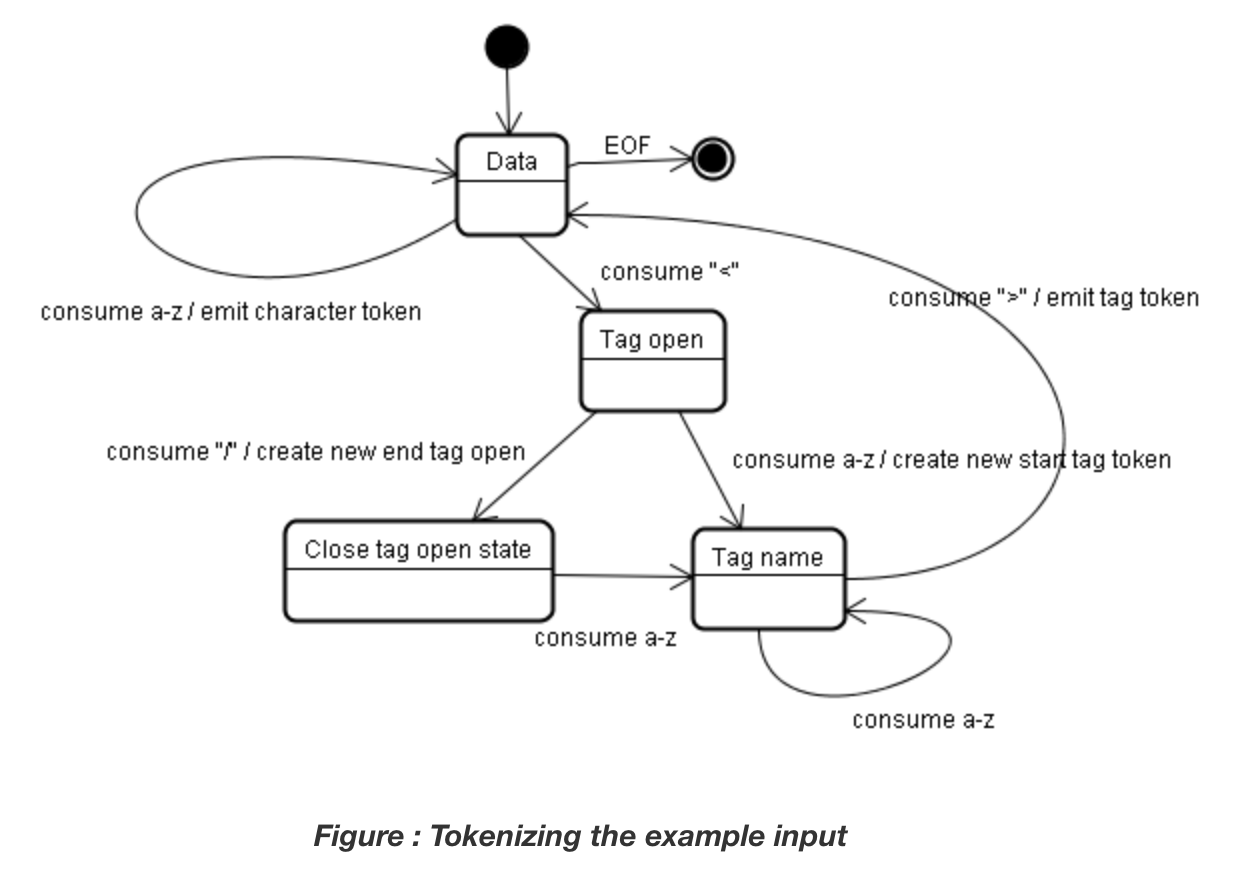 Data
EOF
consume "<"
consume a-z / emit character token
consume ">" / emit tag token
Tag open
consume "/" / create new end tag open
consume a-z / create new start tag token
Close tag open state
Tag name
consume a-z
consume a-z
Figure : Tokenizing the example input